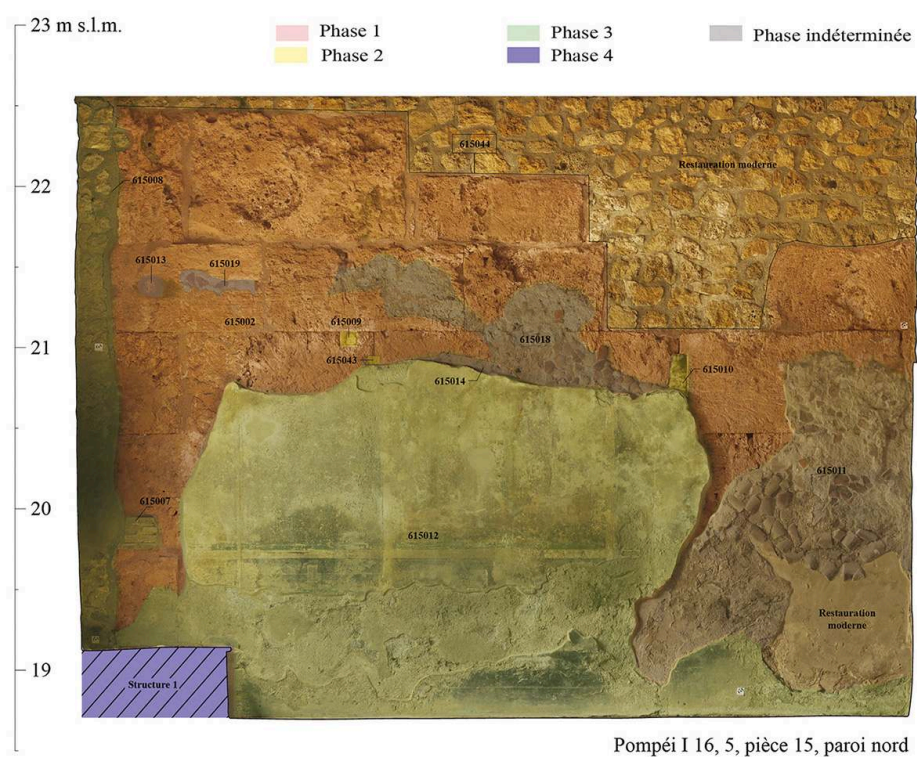 23 m s.l.m.
Phase 1
Phase 2
Phase 3
Phase 4
Phase indéterminée
22
21
20
19
615044
Restauration moderne
615008
615013
615019
615002
615009
615018
615043
615014
615010
615011
615007
615012
Restauration
moderne
Structure 1
Pompéi I 16, 5, pièce 15, paroi nord